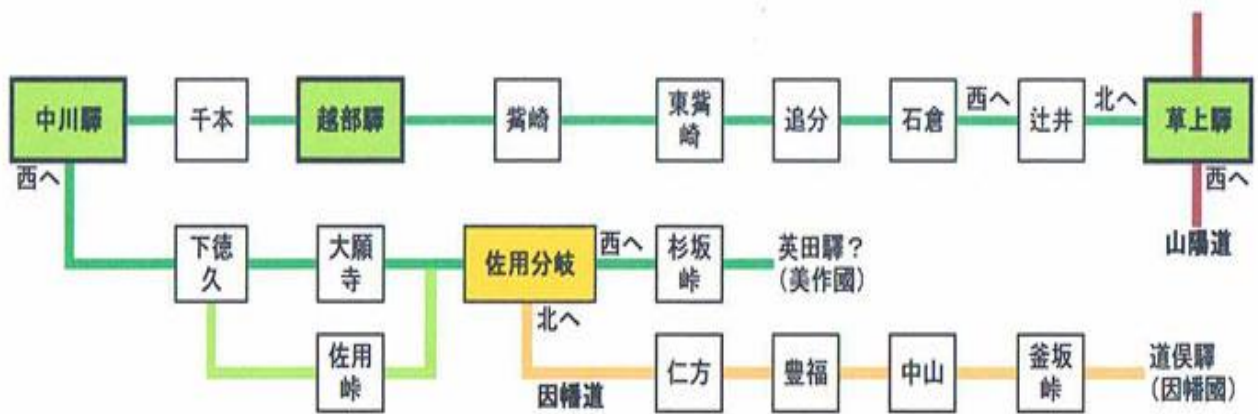 中川驛
千本
越部驛
觜崎
東觜
崎
追分
石倉
西へ
辻井
北へ
草上驛
西へ
西へ
山陽道
下徳
久
大願
寺
佐用分岐
西へ
杉坂
峠
英田驛？
(美作國)
佐用
峠
北へ
因幡道
仁方
豊福
中山
釜坂
峠
道俣驛
(因幡國)